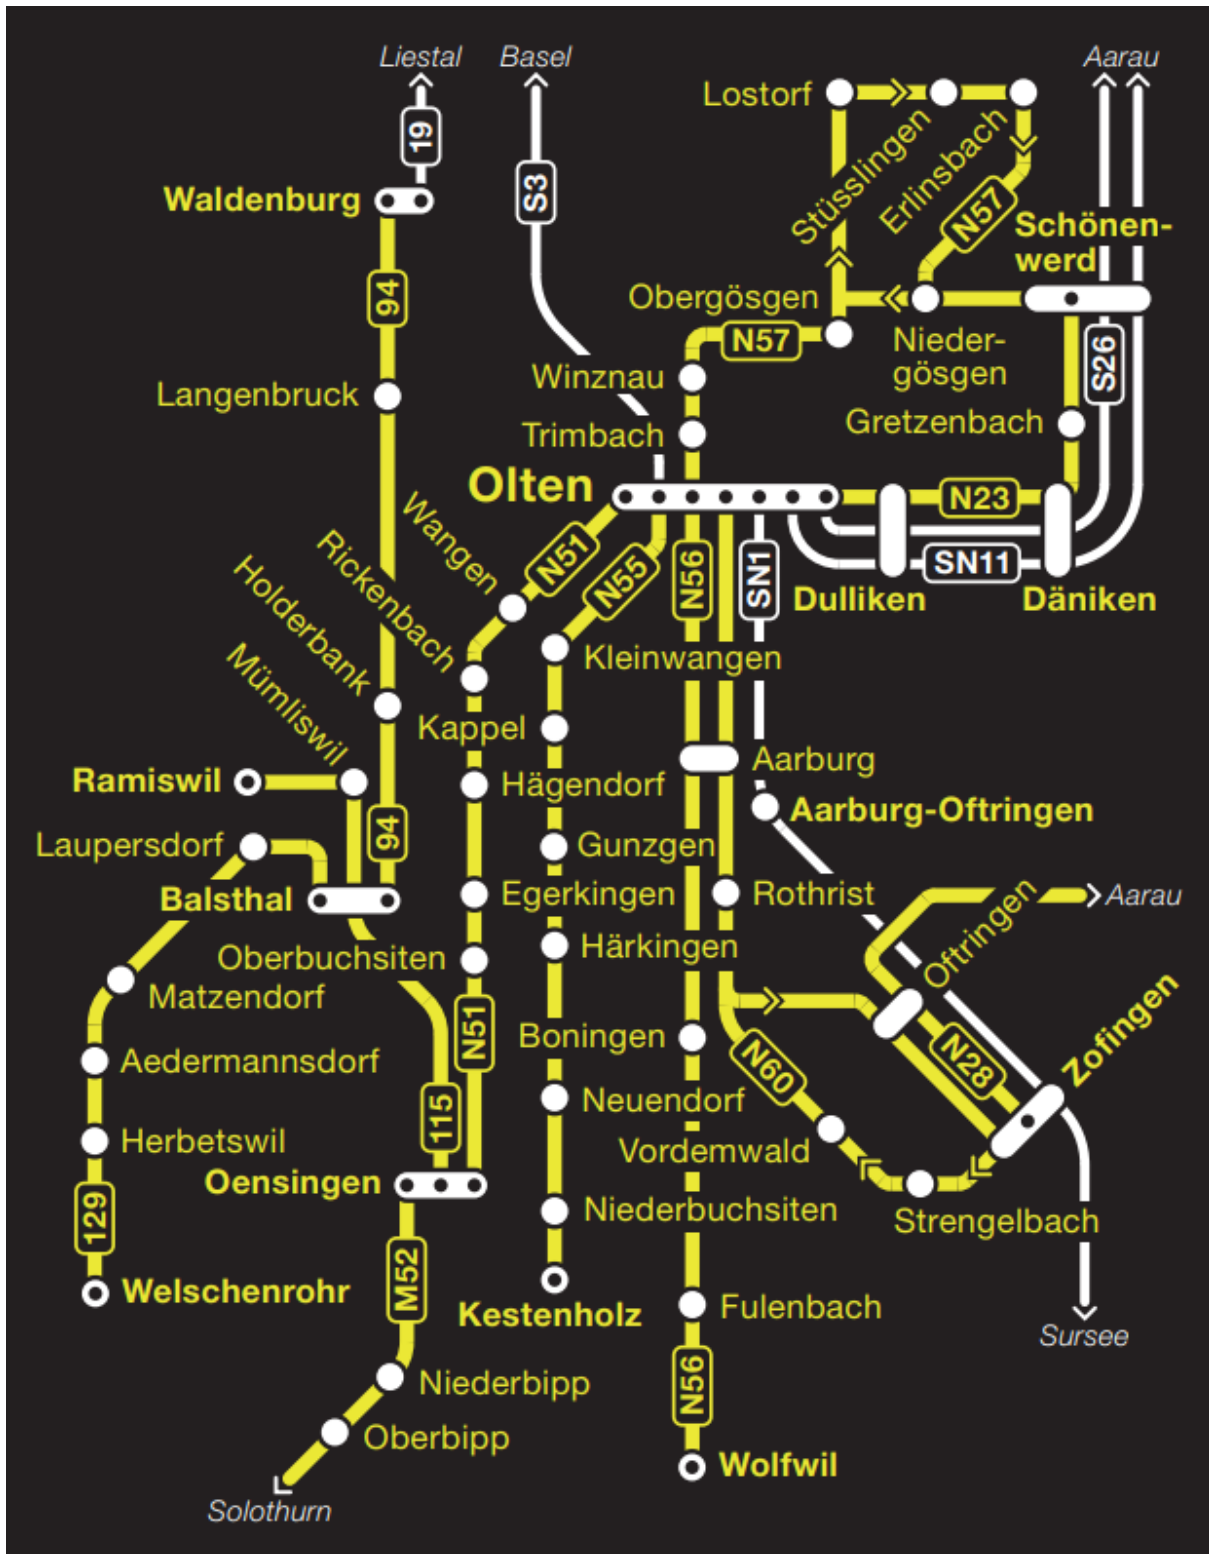 Liestal
Basel
Aarau
Lostorf
19
S3
Stüsslingen
Erlinsbach
N57
Waldenburg
Schönen-
werd
94
Obergösgen
N57
Nieder-
gösgen
S26
Winznau
Langenbruck
Gretzenbach
Trimbach
Olten
N23
Wangen
N51
N55
N56
SN1
SN11
Rickenbach
Dulliken
Däniken
Holderbank
Kleinwangen
Mümliswil
Kappel
Aarburg
Ramiswil
Hägendorf
Aarburg-Oftringen
94
Laupersdorf
Gunzgen
Balsthal
Egerkingen
Rothrist
Aarau
Oftringen
Oberbuchsiten
Härkingen
Matzendorf
N51
Boningen
Zofingen
Aedermannsdorf
N60
N28
115
Neuendorf
Herbetswil
Vordemwald
Oensingen
129
Niederbuchsiten
Strengelbach
M52
Welschenrohr
Kestenholz
Fulenbach
Sursee
Niederbipp
N56
Oberbipp
Wolfwil
Solothurn